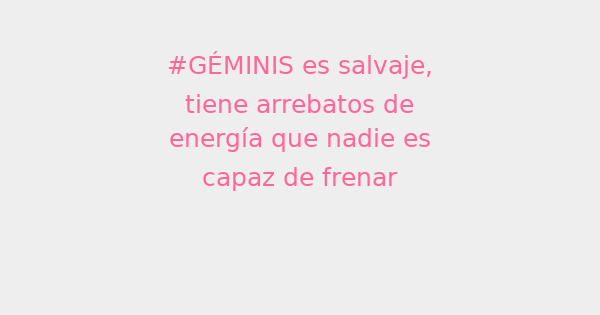 #GÉMINIS es salvaje,
tiene arrebatos de
energía que nadie es
capaz de frenar